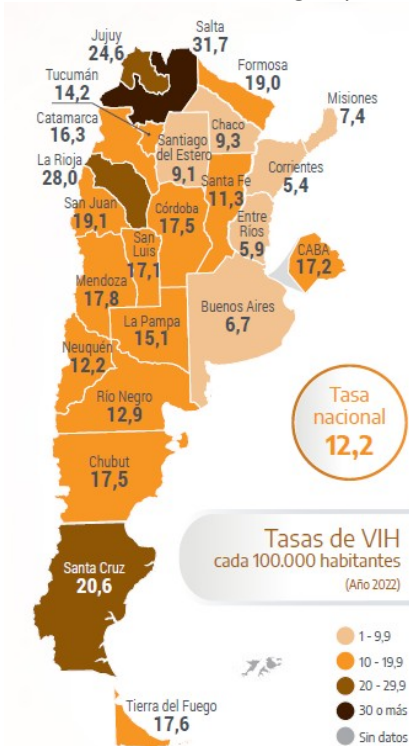 Jujuy
24,6
Salta
31,7
Tucumán
14,2
Formosa
19,0
Catamarca
16,3
Misiones
7,4
Chaco
9,3
Santiago
del Estero
9,1
La Rioja
28,0
Corrientes
5,4
Santa Fe
11,3
San Juan
19,1
Córdoba
17,5
Entre
Ríos
5,9
San
Luis
17,1
CABA
17,2
Mendoza
17,8
Buenos Aires
6,7
La Pampa
15,1
Neuquén
12,2
Río Negro
12,9
Tasa
nacional
12,2
Chubut
17,5
Tasas de VIH
cada 100.000 habitantes
(Año 2022)
Santa Cruz
20,6
1 - 9,9
10 - 19,9
20 - 29,9
30 o más
Sin datos
Tierra del Fuego
17,6